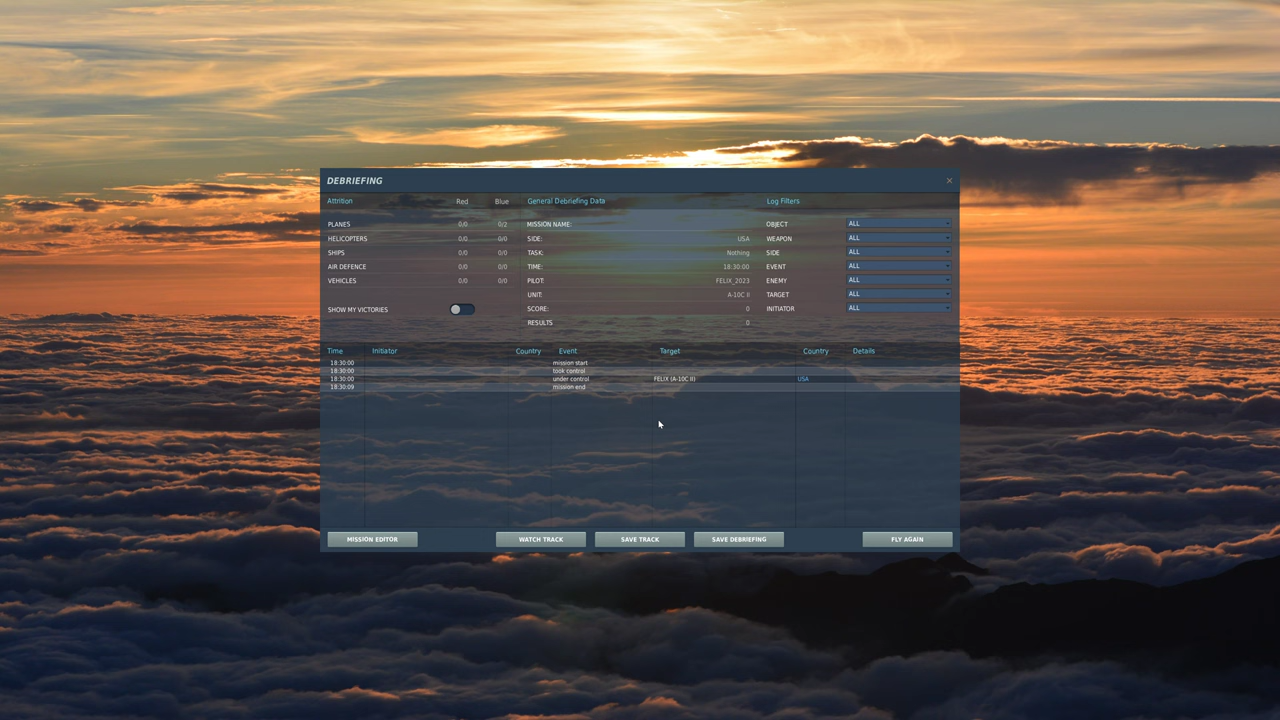 DEBRIEFING ×
Attrition Red Blue General Debriefing Data Log Filters
PLANES 0/0 0/2 MISSION NAME: OBJECT ALL
HELICOPTERS 0/0 0/0 SIDE: USA WEAPON ALL
SHIPS 0/0 0/0 TASK: Nothing SIDE ALL
AIR DEFENCE 0/0 0/0 TIME: 18:30:00 EVENT ALL
VEHICLES 0/0 0/0 PILOT: FELIX_2023 ENEMY ALL
UNIT: A-10C II TARGET ALL
SHOW MY VICTORIES SCORE: 0 INITIATOR ALL
RESULTS 0
Time Initiator Country Event Target Country Details
18:30:00 mission start
18:30:00 took control
18:30:00 under control FELIX (A-10C II) USA
18:30:09 mission end
MISSION EDITOR WATCH TRACK SAVE TRACK SAVE DEBRIEFING FLY AGAIN